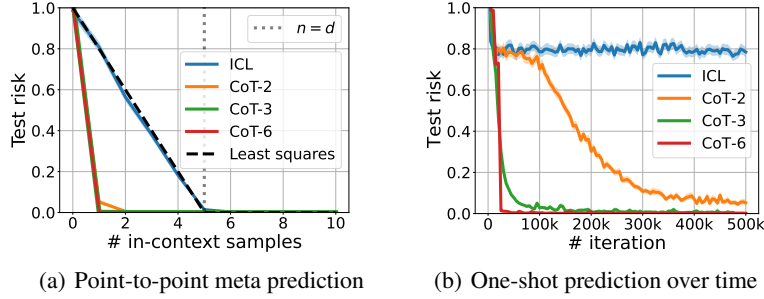 1.0
0.8
0.6
0.4
0.2
0.0
Test risk
n = d
ICL
CoT-2
CoT-3
CoT-6
Least squares
0 2 4 6 8 10
# in-context samples
(a) Point-to-point meta prediction
1.0
0.8
0.6
0.4
0.2
0.0
Test risk
ICL
CoT-2
CoT-3
CoT-6
0 100k 200k 300k 400k 500k
# iteration
(b) One-shot prediction over time